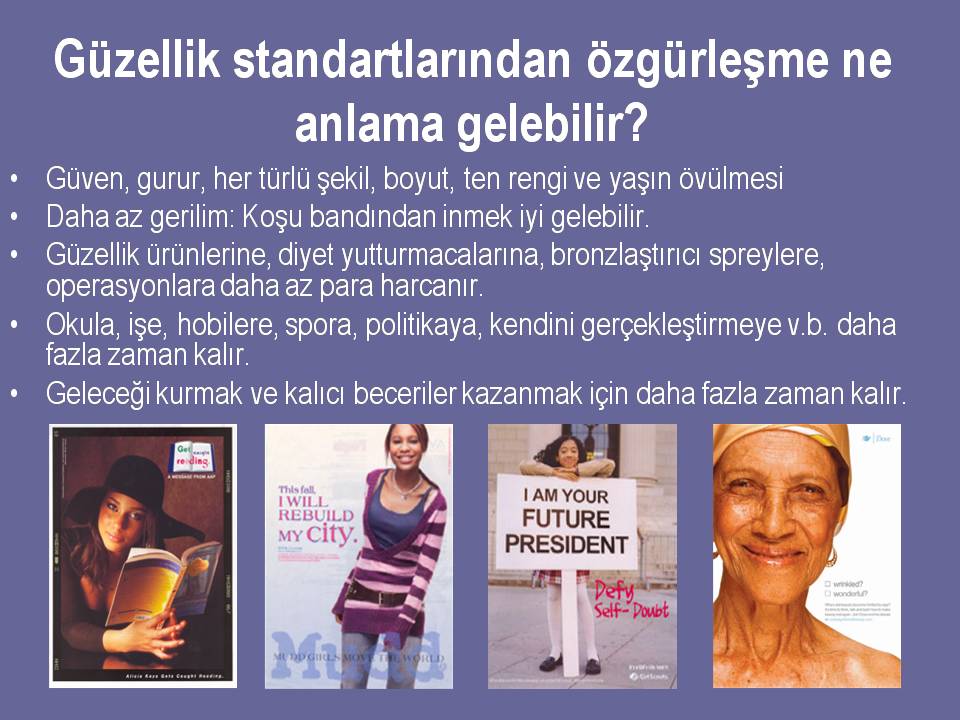 Güzellik standartlarından özgürleşme ne
anlama gelebilir?
• Güven, gurur, her türlü şekil, boyut, ten rengi ve yaşın övülmesi
• Daha az gerilim: Koşu bandından inmek iyi gelebilir.
• Güzellik ürünlerine, diyet yutturmacalarına, bronzlaştırıcı spreylere,
operasyonlara daha az para harcanır.
• Okula, işe, hobilere, spora, politikaya, kendini gerçekleştirmeye v.b. daha
fazla zaman kalır.
• Geleceği kurmak ve kalıcı beceriler kazanmak için daha fazla zaman kalır.
Get caught
reading.
A MESSAGE FROM AAP
Alicia Keys Gets Caught Reading.
This fall,
I WILL
REBUILD
MY city.
Mudd
MUDD GIRLS MOVE THE WORLD
I AM YOUR
FUTURE
PRESIDENT
Defy
Self-Doubt
Girl Scouts
Dove
wrinkled?
wonderful?